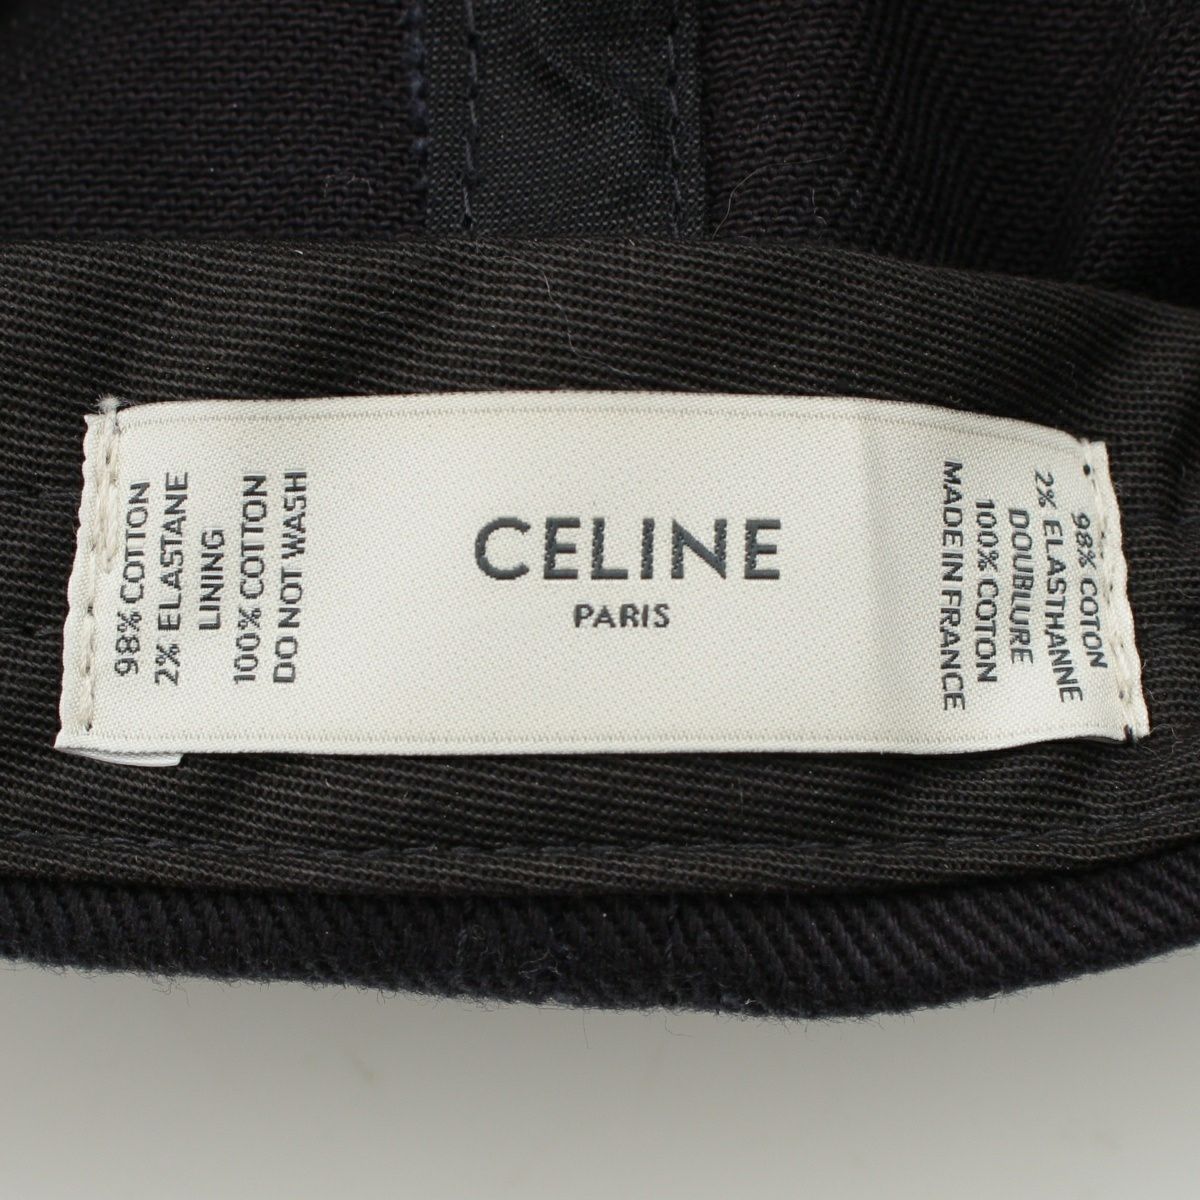 98% COTTON
2% ELASTANE
LINING
100% COTTON
DO NOT WASH
CELINE
PARIS
98% COTON
2% ELASTHANNE
DOUBLURE
100% COTON
MADE IN FRANCE